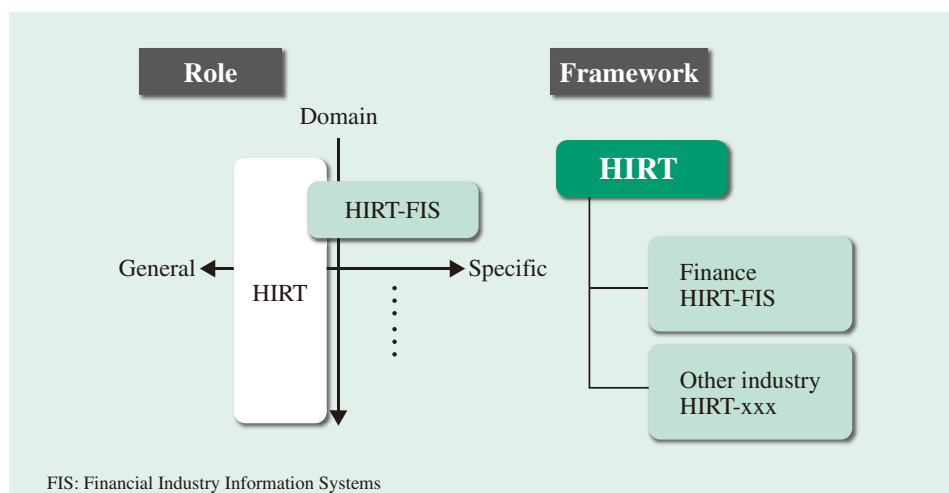 Role
Domain
HIRT-FIS
General
Specific
HIRT
Framework
HIRT
Finance
HIRT-FIS
Other industry
HIRT-xxx
FIS: Financial Industry Information Systems